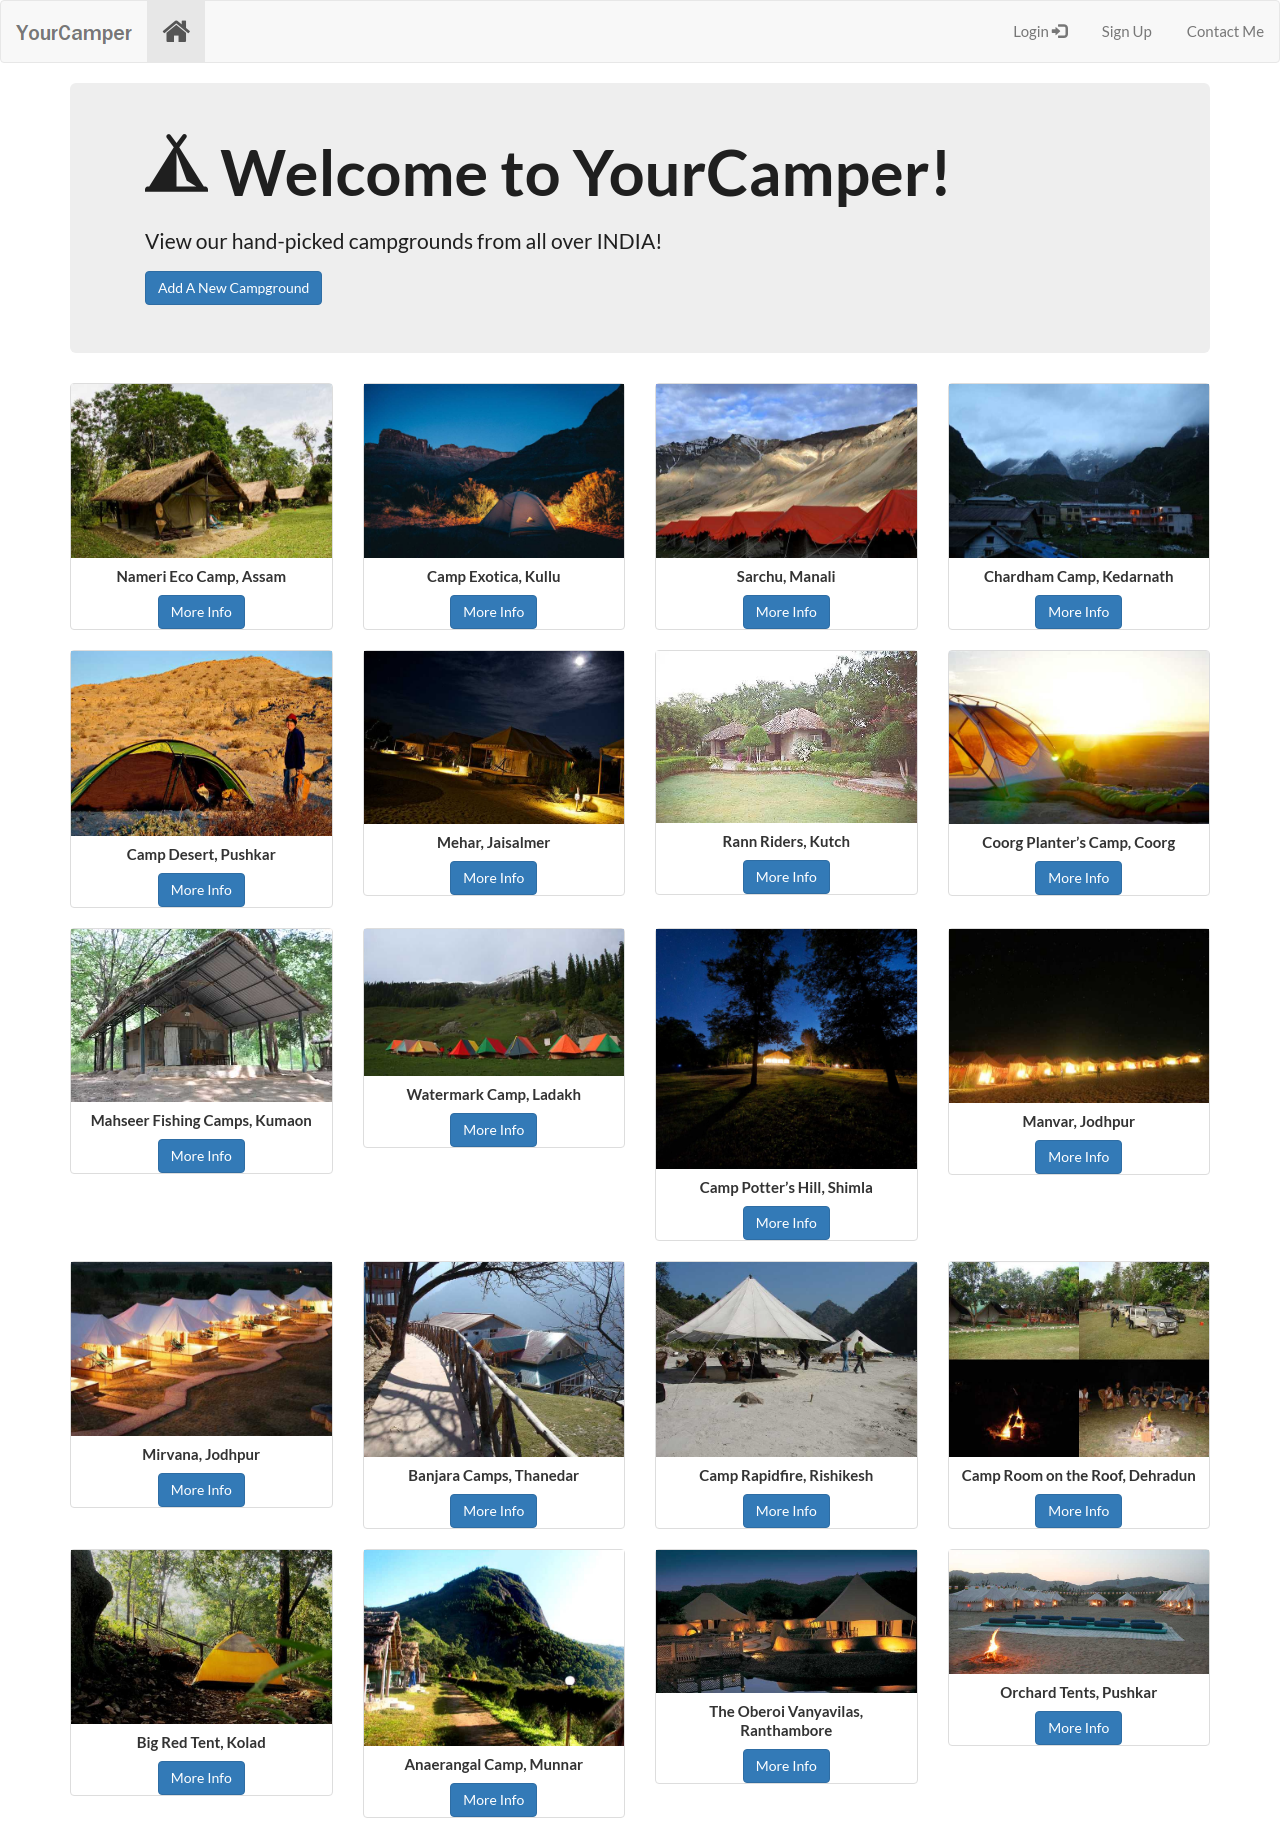 YourCamper
Login
Sign Up
Contact Me
Welcome to YourCamper!
View our hand-picked campgrounds from all over INDIA!
Add A New Campground
Nameri Eco Camp, Assam
More Info
Camp Exotica, Kullu
More Info
Sarchu, Manali
More Info
Chardham Camp, Kedarnath
More Info
Camp Desert, Pushkar
More Info
Mehar, Jaisalmer
More Info
Rann Riders, Kutch
More Info
Coorg Planter’s Camp, Coorg
More Info
Mahseer Fishing Camps, Kumaon
More Info
Watermark Camp, Ladakh
More Info
Camp Potter’s Hill, Shimla
More Info
Manvar, Jodhpur
More Info
Mirvana, Jodhpur
More Info
Banjara Camps, Thanedar
More Info
Camp Rapidfire, Rishikesh
More Info
Camp Room on the Roof, Dehradun
More Info
Big Red Tent, Kolad
More Info
Anaerangal Camp, Munnar
More Info
The Oberoi Vanyavilas,
Ranthambore
More Info
Orchard Tents, Pushkar
More Info